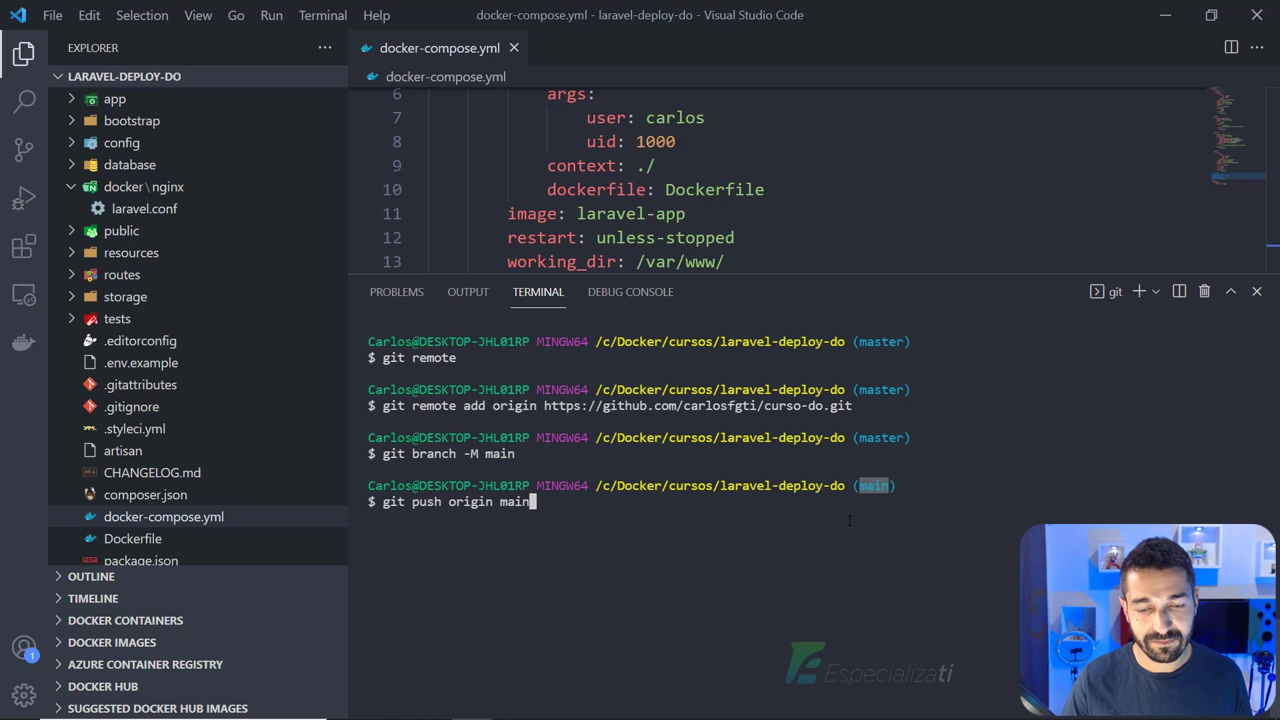 File Edit Selection View Go Run Terminal Help
docker-compose.yml - laravel-deploy-do - Visual Studio Code
EXPLORER
LARAVEL-DEPLOY-DO
app
bootstrap
config
database
docker\nginx
laravel.conf
public
resources
routes
storage
tests
.editorconfig
.env.example
.gitattributes
.gitignore
.styleci.yml
artisan
CHANGELOG.md
composer.json
docker-compose.yml
Dockerfile
package.json
OUTLINE
TIMELINE
DOCKER CONTAINERS
DOCKER IMAGES
AZURE CONTAINER REGISTRY
DOCKER HUB
SUGGESTED DOCKER HUB IMAGES
1
docker-compose.yml
docker-compose.yml
6 args:
7 user: carlos
8 uid: 1000
9 context: ./
10 dockerfile: Dockerfile
11 image: laravel-app
12 restart: unless-stopped
13 working_dir: /var/www/
PROBLEMS OUTPUT TERMINAL DEBUG CONSOLE
git
Carlos@DESKTOP-JHL01RP MINGW64 /c/Docker/cursos/laravel-deploy-do (master)
$ git remote
Carlos@DESKTOP-JHL01RP MINGW64 /c/Docker/cursos/laravel-deploy-do (master)
$ git remote add origin https://github.com/carlosfgti/curso-do.git
Carlos@DESKTOP-JHL01RP MINGW64 /c/Docker/cursos/laravel-deploy-do (master)
$ git branch -M main
Carlos@DESKTOP-JHL01RP MINGW64 /c/Docker/cursos/laravel-deploy-do (main)
$ git push origin main
Especializati